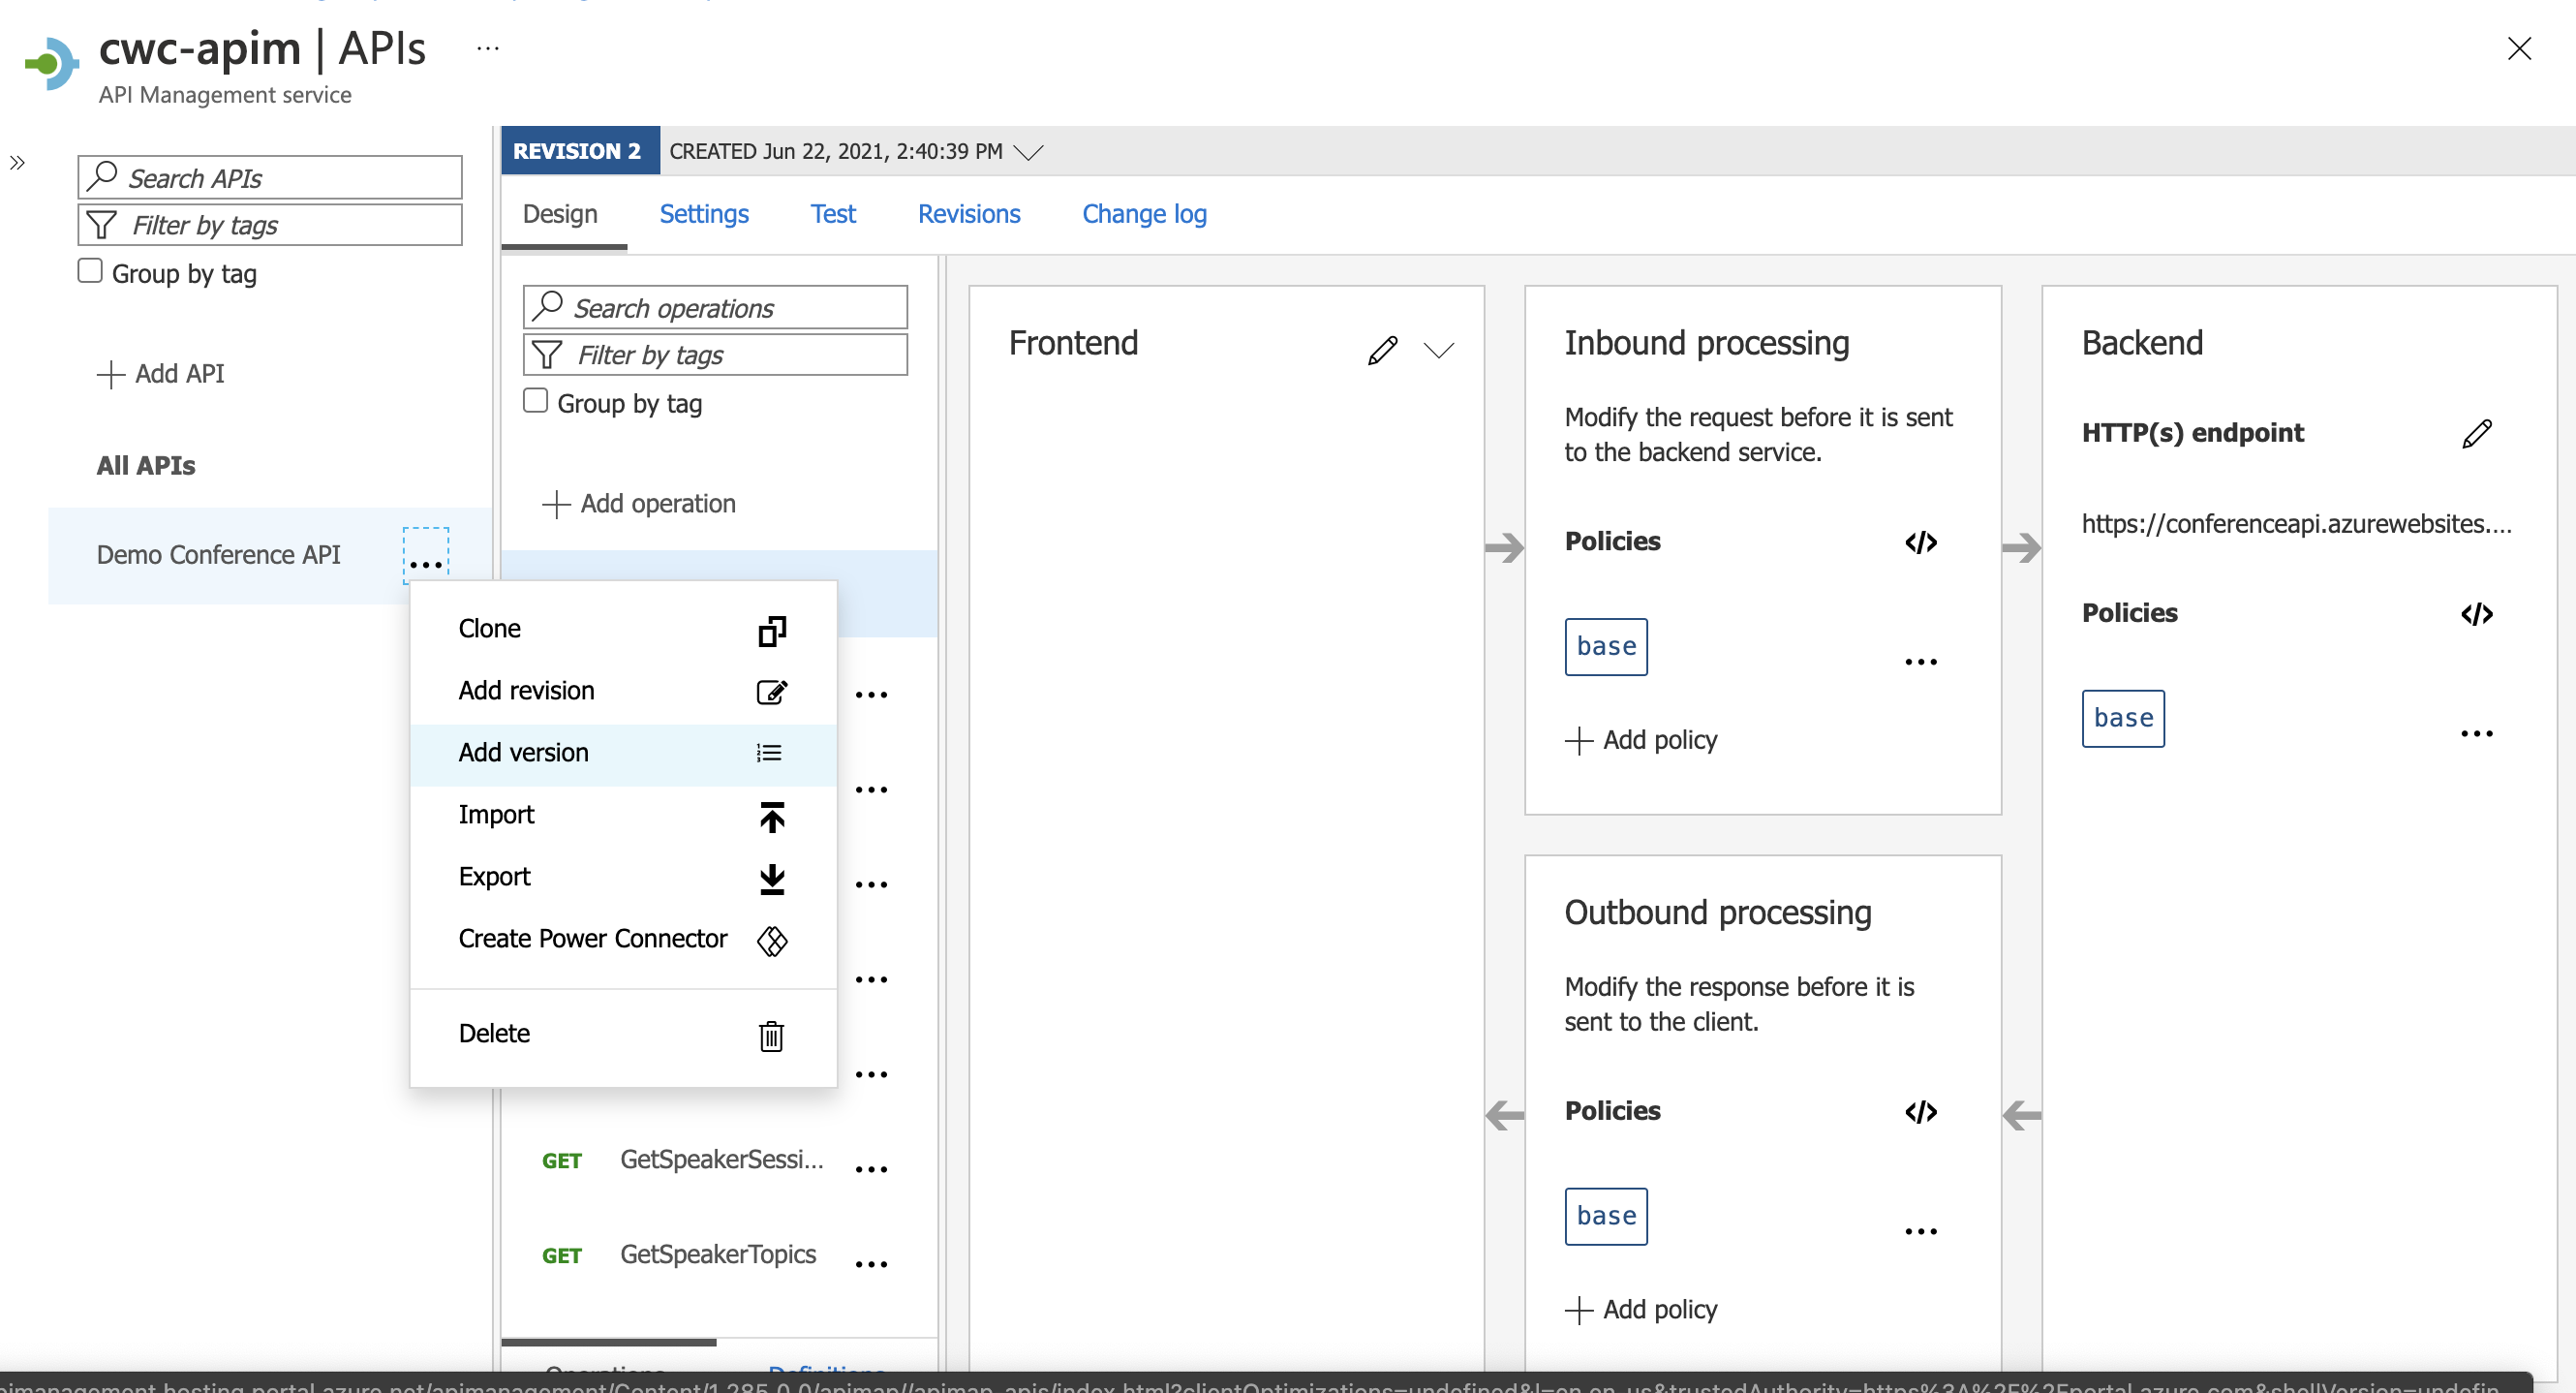 cwc-apim | APIs ...
API Management service
REVISION 2 CREATED Jun 22, 2021, 2:40:39 PM
Search APIs
Filter by tags
Group by tag
Add API
All APIs
Demo Conference API
Design Settings Test Revisions Change log
Search operations
Filter by tags
Group by tag
Add operation
Clone
Add revision
Add version
Import
Export
Create Power Connector
Delete
GET GetSpeakerSessi...
GET GetSpeakerTopics
Operations Definitions
Frontend
Inbound processing
Modify the request before it is sent
to the backend service.
Policies </>
base
Add policy
Outbound processing
Modify the response before it is
sent to the client.
Policies </>
base
Add policy
Backend
HTTP(s) endpoint
https://conferenceapi.azurewebsites....
Policies </>
base